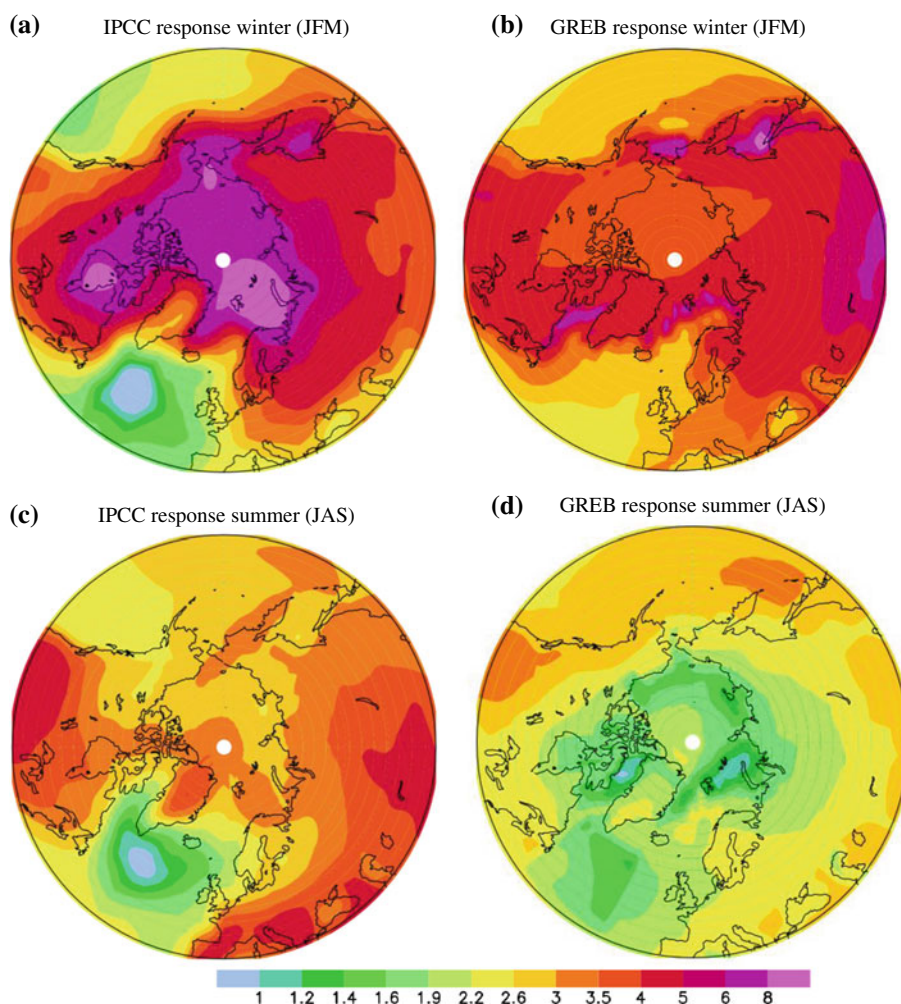 (a) IPCC response winter (JFM)
(b) GREB response winter (JFM)
(c) IPCC response summer (JAS)
(d) GREB response summer (JAS)
1 1.2 1.4 1.6 1.9 2.2 2.6 3 3.5 4 5 6 8